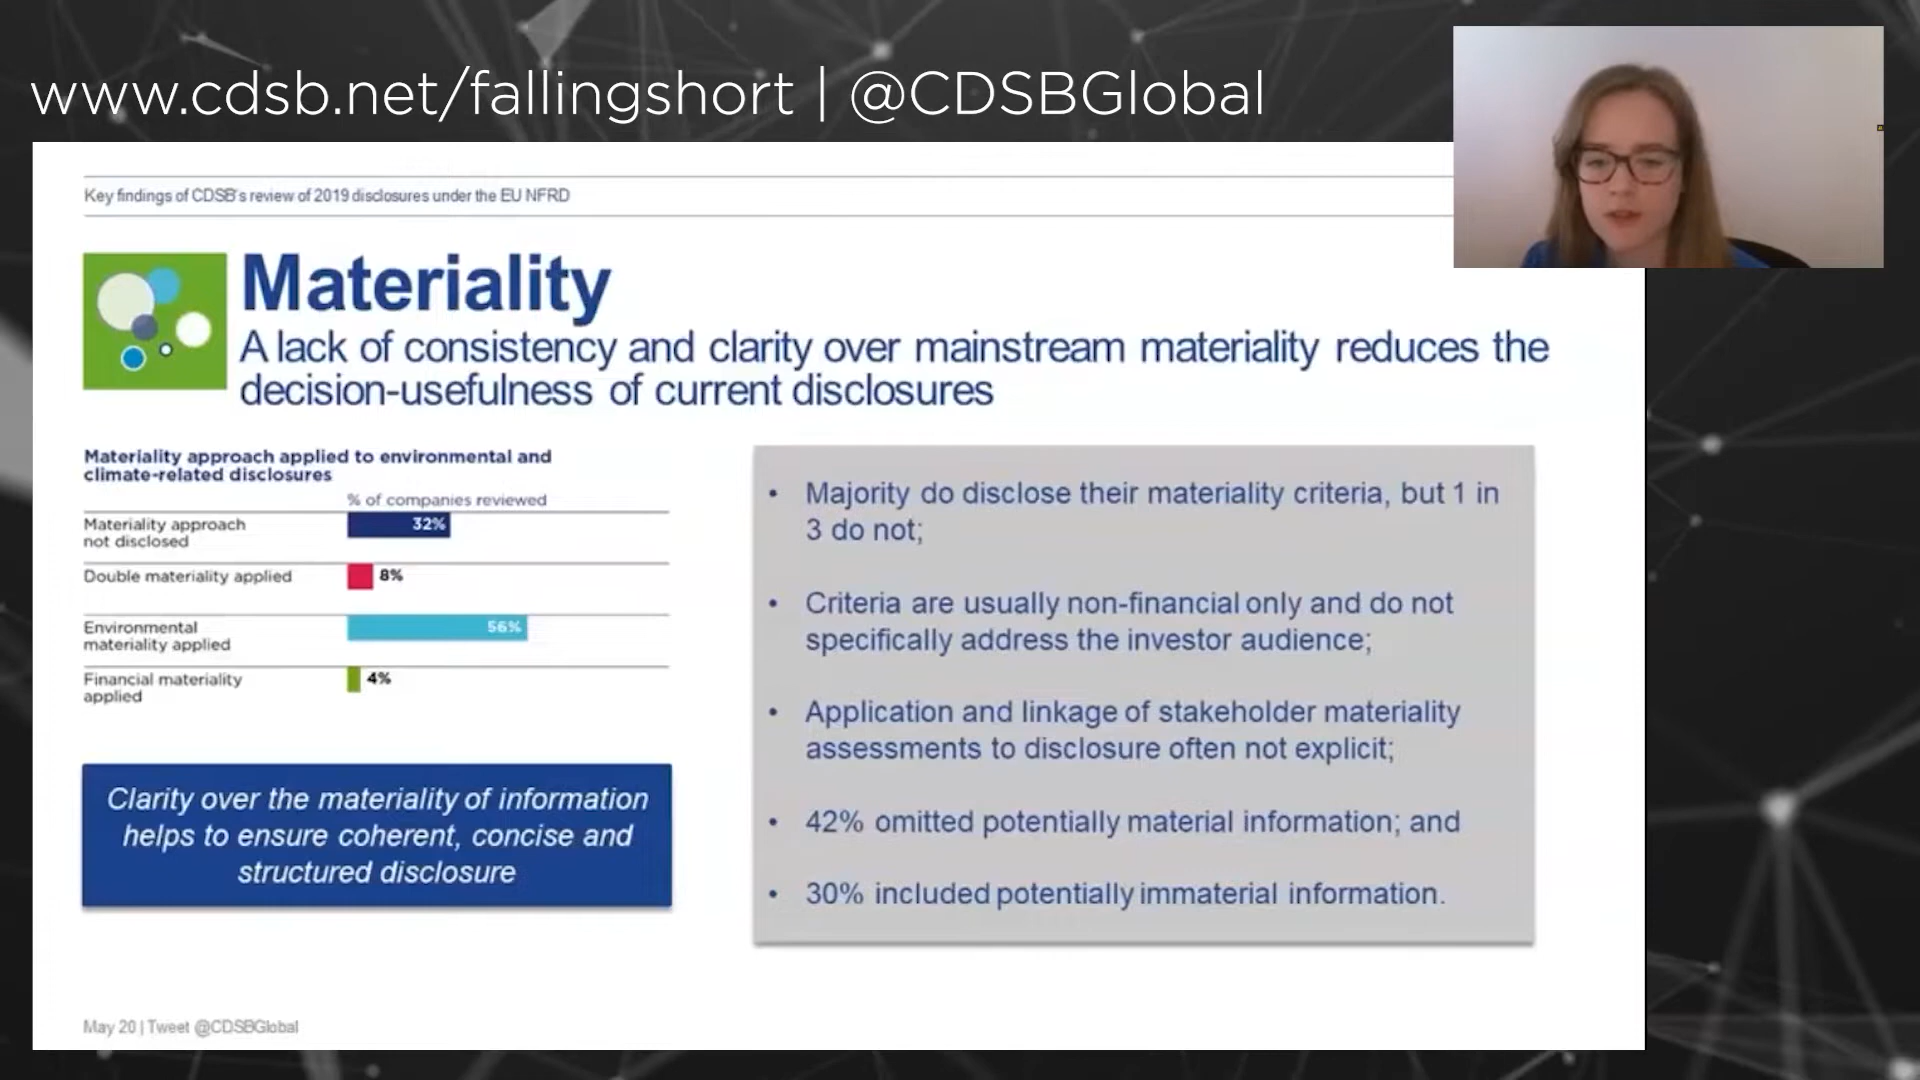 www.cdsb.net/fallingshort | @CDSBGlobal
Key findings of CDSB's review of 2019 disclosures under the EU NFRD
Materiality
A lack of consistency and clarity over mainstream materiality reduces the
decision-usefulness of current disclosures
Materiality approach applied to environmental and
climate-related disclosures
% of companies reviewed
Materiality approach
not disclosed
32%
Double materiality applied
8%
Environmental
materiality applied
56%
Financial materiality
applied
4%
Clarity over the materiality of information
helps to ensure coherent, concise and
structured disclosure
• Majority do disclose their materiality criteria, but 1 in
3 do not;
• Criteria are usually non-financial only and do not
specifically address the investor audience;
• Application and linkage of stakeholder materiality
assessments to disclosure often not explicit;
• 42% omitted potentially material information; and
• 30% included potentially immaterial information.
May 20 | Tweet @CDSBGlobal